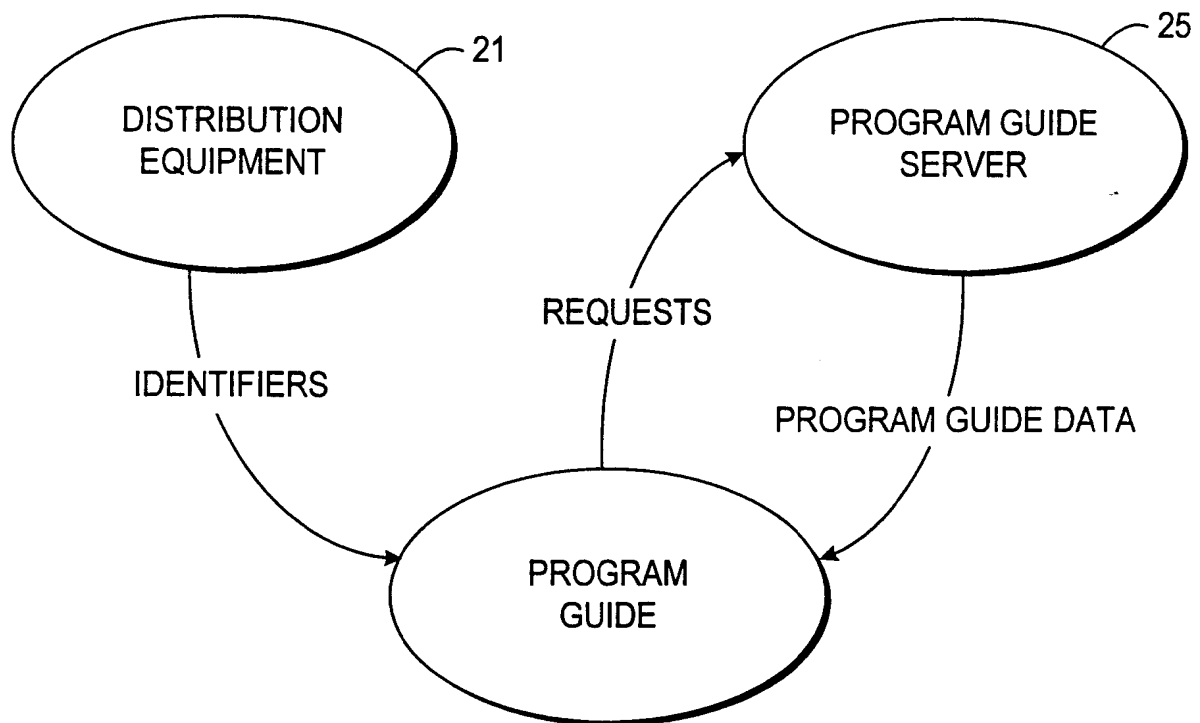 21
25
DISTRIBUTION
EQUIPMENT
PROGRAM GUIDE
SERVER
REQUESTS
IDENTIFIERS
PROGRAM GUIDE DATA
PROGRAM
GUIDE